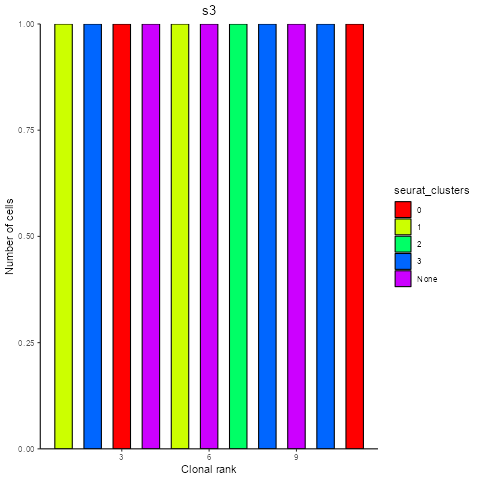 s3
Number of cells
1.00
0.75
0.50
0.25
0.00
3
6
9
Clonal rank
seurat_clusters
0
1
2
3
None